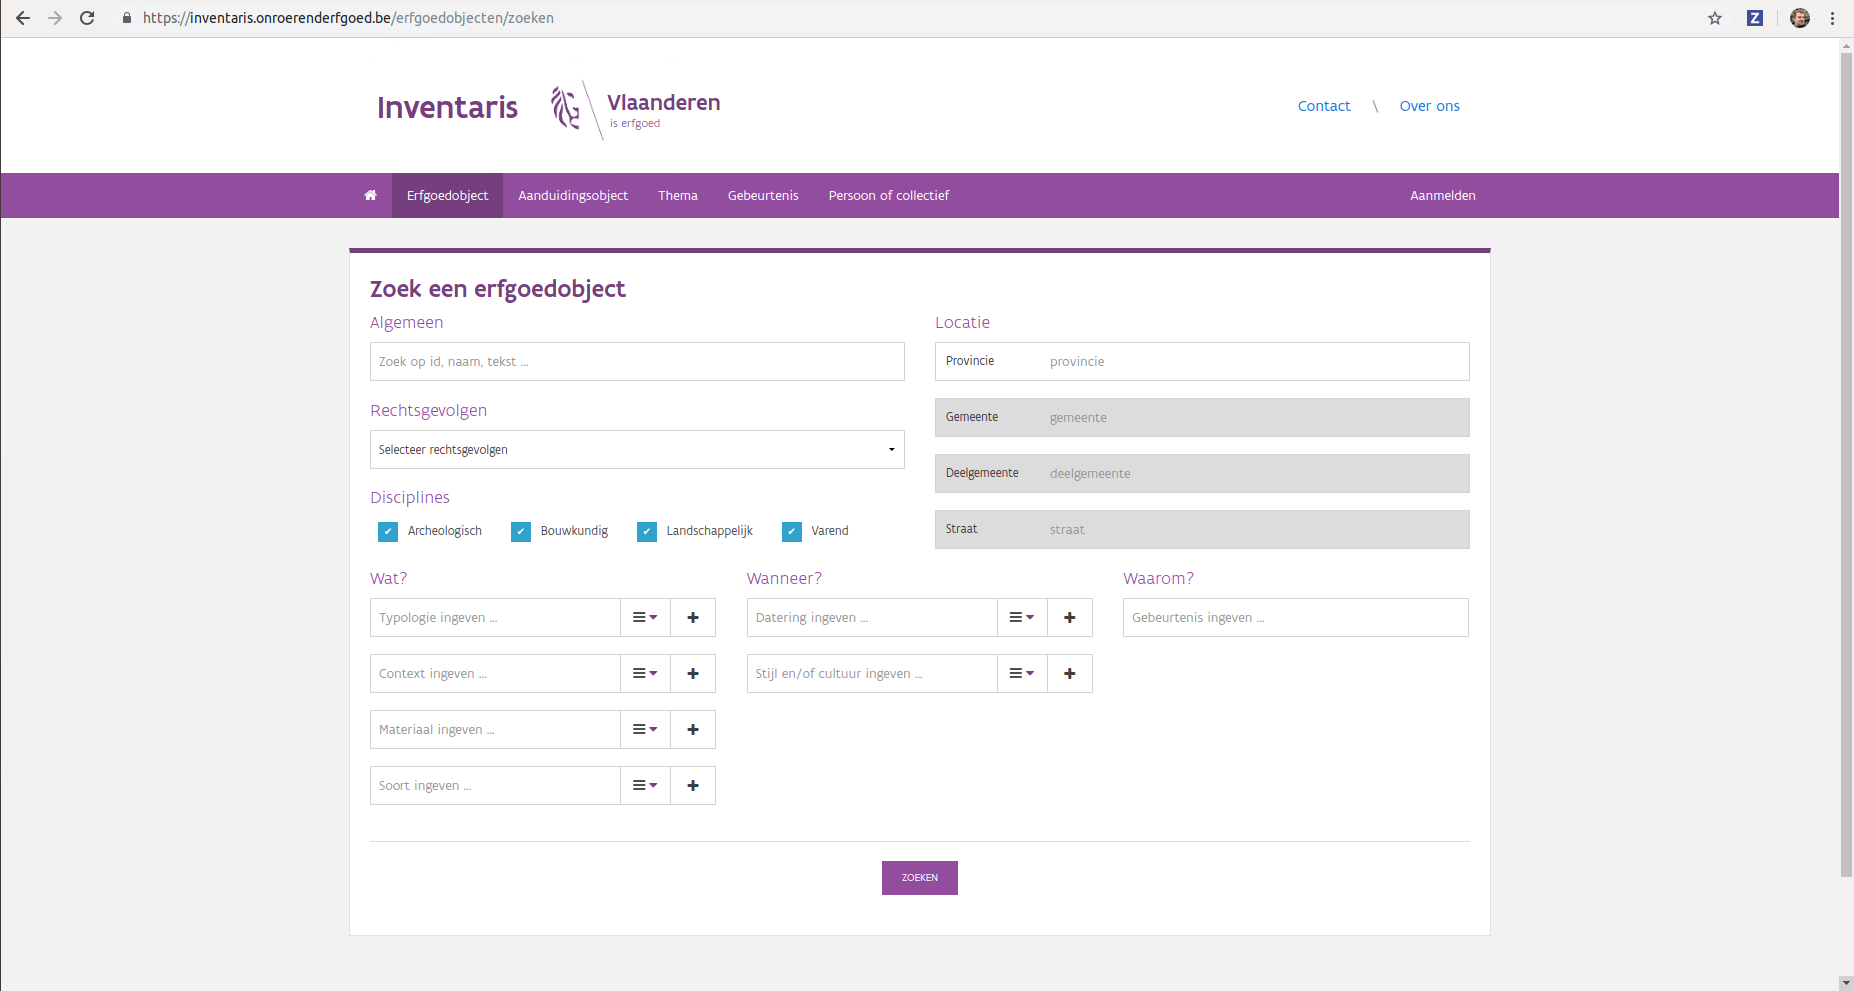 https://inventaris.onroerenderfgoed.be/erfgoedobjecten/zoeken
Z
Inventaris
Vlaanderen
is erfgoed
Contact \ Over ons
Erfgoedobject Aanduidingsobject Thema Gebeurtenis Persoon of collectief Aanmelden
Zoek een erfgoedobject
Algemeen
Zoek op id, naam, tekst ...
Rechtsgevolgen
Selecteer rechtsgevolgen
Disciplines
Archeologisch Bouwkundig Landschappelijk Varend
Locatie
Provincie provincie
Gemeente gemeente
Deelgemeente deelgemeente
Straat straat
Wat?
Typologie ingeven ...
Context ingeven ...
Materiaal ingeven ...
Soort ingeven ...
Wanneer?
Datering ingeven ...
Stijl en/of cultuur ingeven ...
Waarom?
Gebeurtenis ingeven ...
ZOEKEN